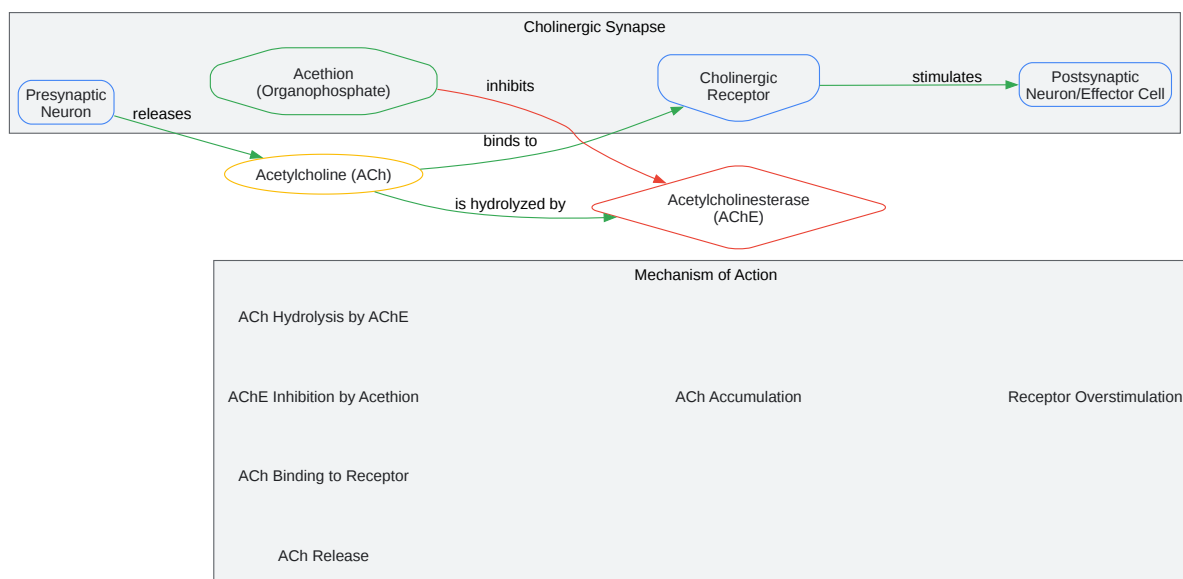 Cholinergic Synapse
Presynaptic
Neuron
releases
Acethion
(Organophosphate)
inhibits
Cholinergic
Receptor
stimulates
Postsynaptic
Neuron/Effector Cell
Acetylcholine (ACh)
binds to
is hydrolyzed by
Acetylcholinesterase
(AChE)
Mechanism of Action
ACh Hydrolysis by AChE
AChE Inhibition by Acethion
ACh Accumulation
Receptor Overstimulation
ACh Binding to Receptor
ACh Release